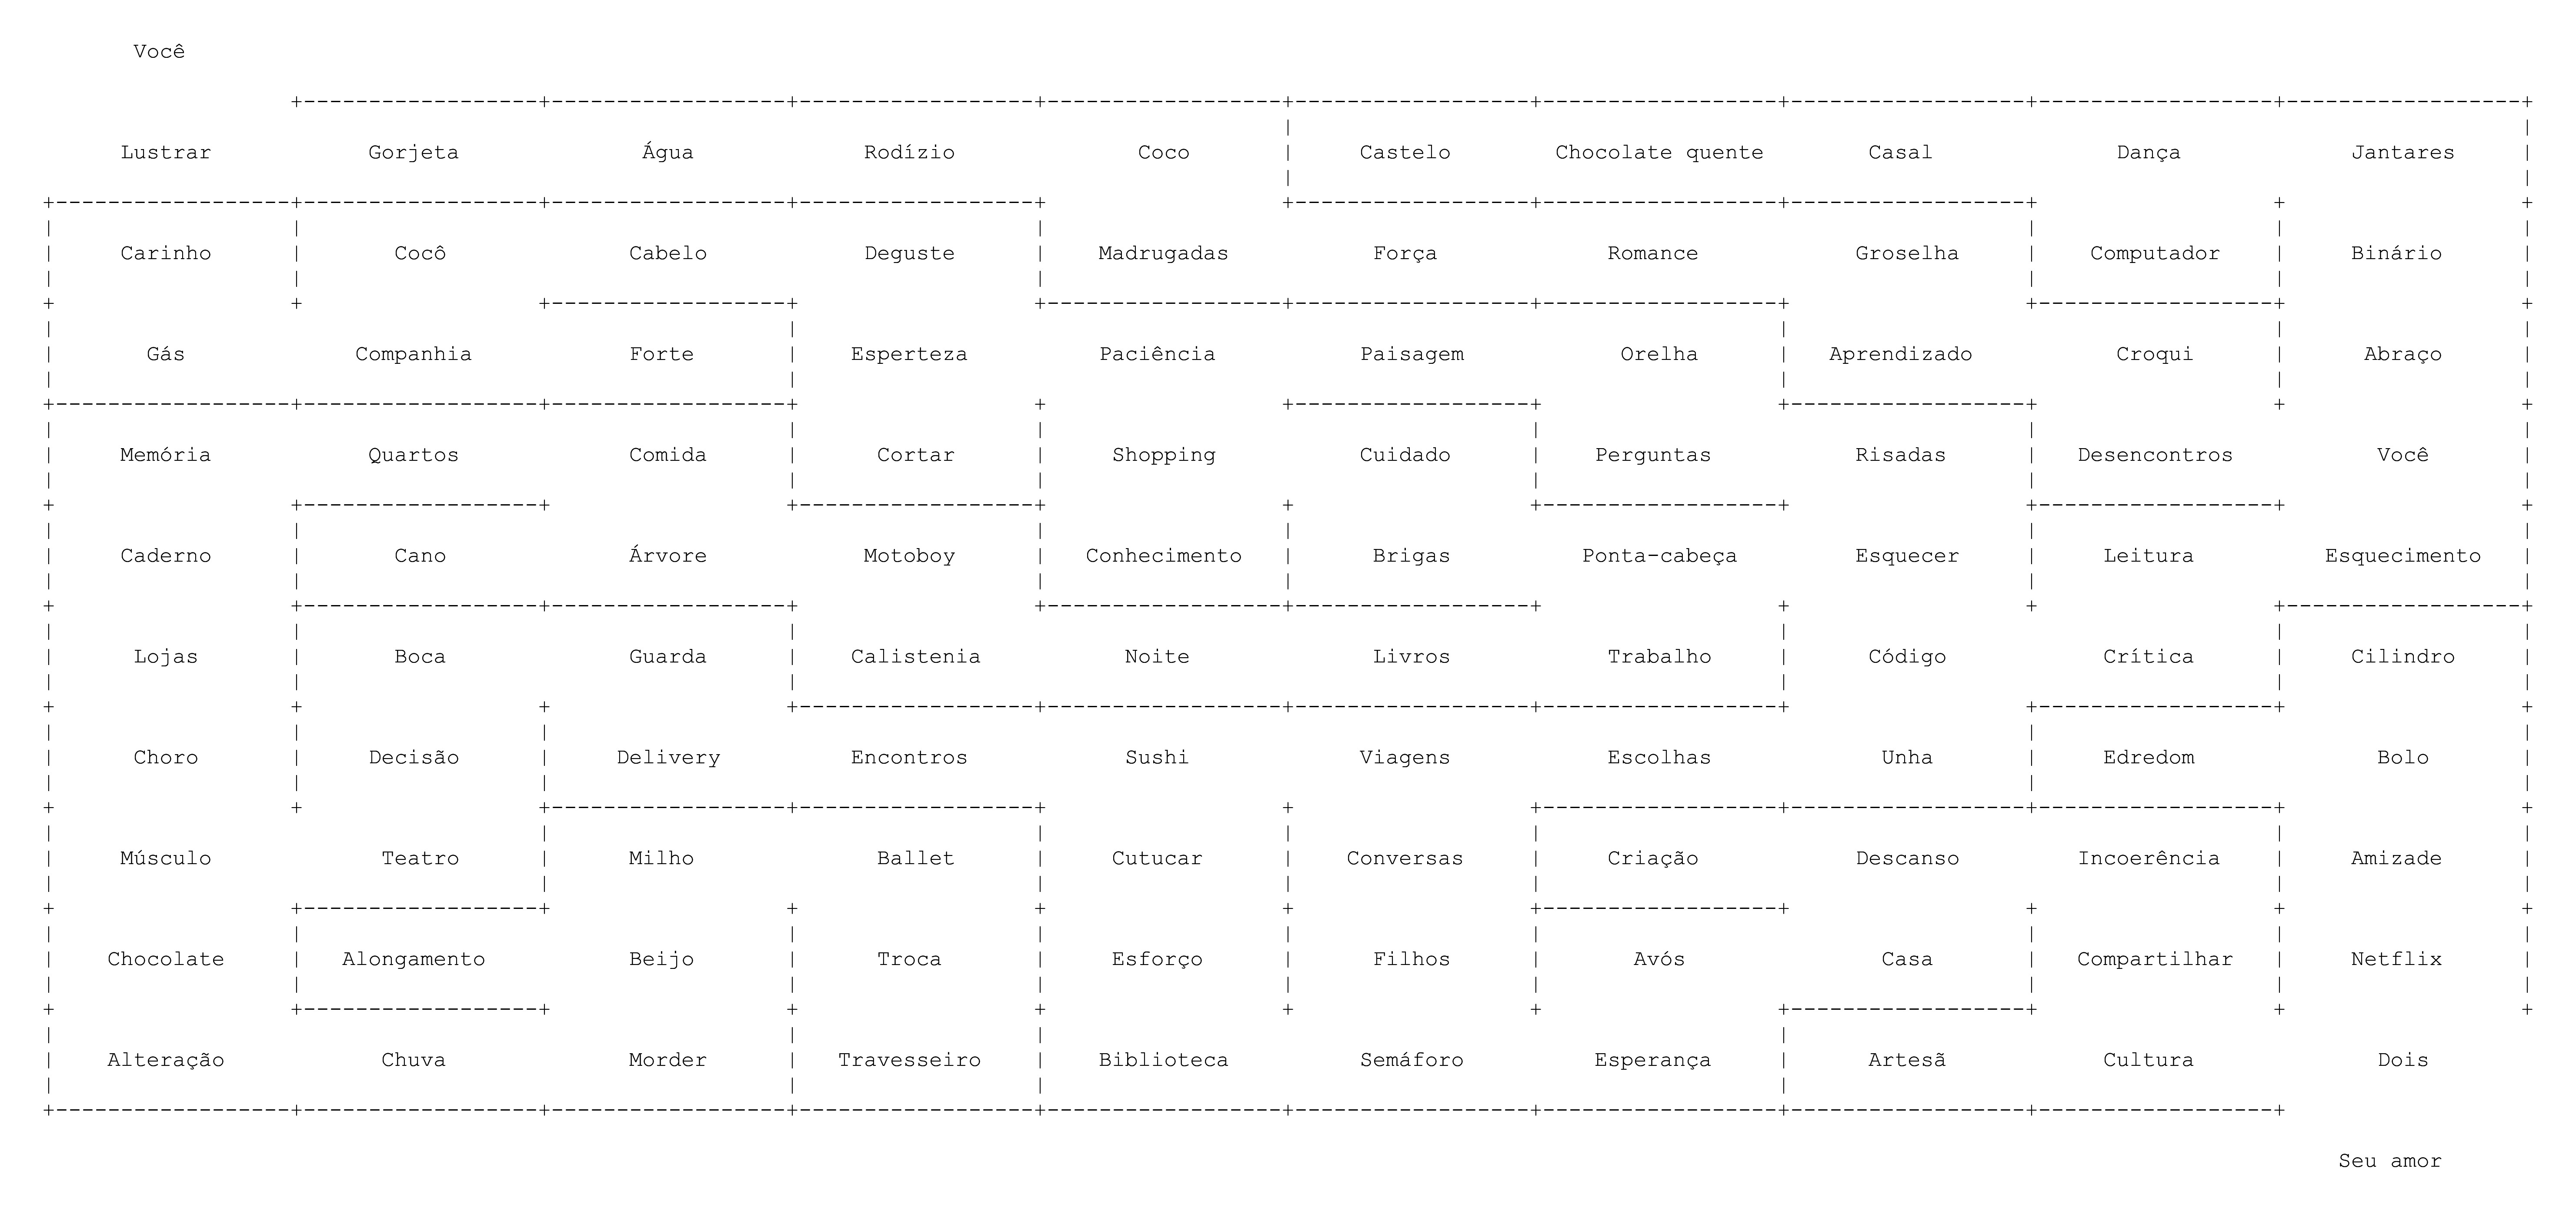 Você
Lustrar Gorjeta Água Rodízio Coco Castelo Chocolate quente Casal Dança Jantares
Carinho Cocô Cabelo Deguste Madrugadas Força Romance Groselha Computador Binário
Gás Companhia Forte Esperteza Paciência Paisagem Orelha Aprendizado Croqui Abraço
Memória Quartos Comida Cortar Shopping Cuidado Perguntas Risadas Desencontros Você
Caderno Cano Árvore Motoboy Conhecimento Brigas Ponta-cabeça Esquecer Leitura Esquecimento
Lojas Boca Guarda Calistenia Noite Livros Trabalho Código Crítica Cilindro
Choro Decisão Delivery Encontros Sushi Viagens Escolhas Unha Edredom Bolo
Músculo Teatro Milho Ballet Cutucar Conversas Criação Descanso Incoerência Amizade
Chocolate Alongamento Beijo Troca Esforço Filhos Avós Casa Compartilhar Netflix
Alteração Chuva Morder Travesseiro Biblioteca Semáforo Esperança Artesã Cultura Dois
Seu amor